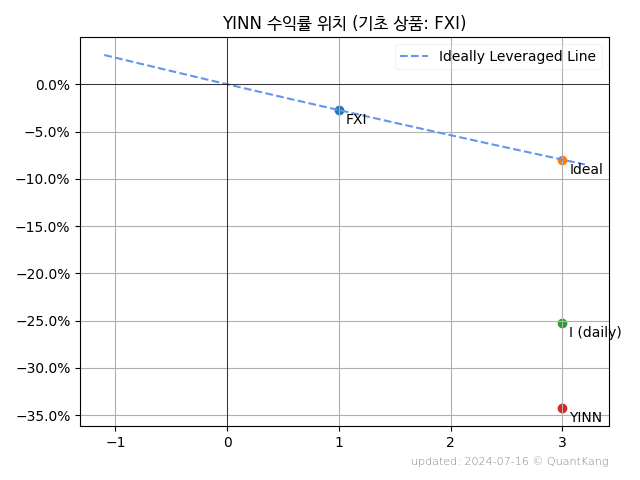 YINN 수익률 위치 (기초 상품: FXI)
Ideally Leveraged Line
0.0%
−5.0%
−10.0%
−15.0%
−20.0%
−25.0%
−30.0%
−35.0%
FXI
Ideal
I (daily)
YINN
−1 0 1 2 3
updated: 2024-07-16 © QuantKang